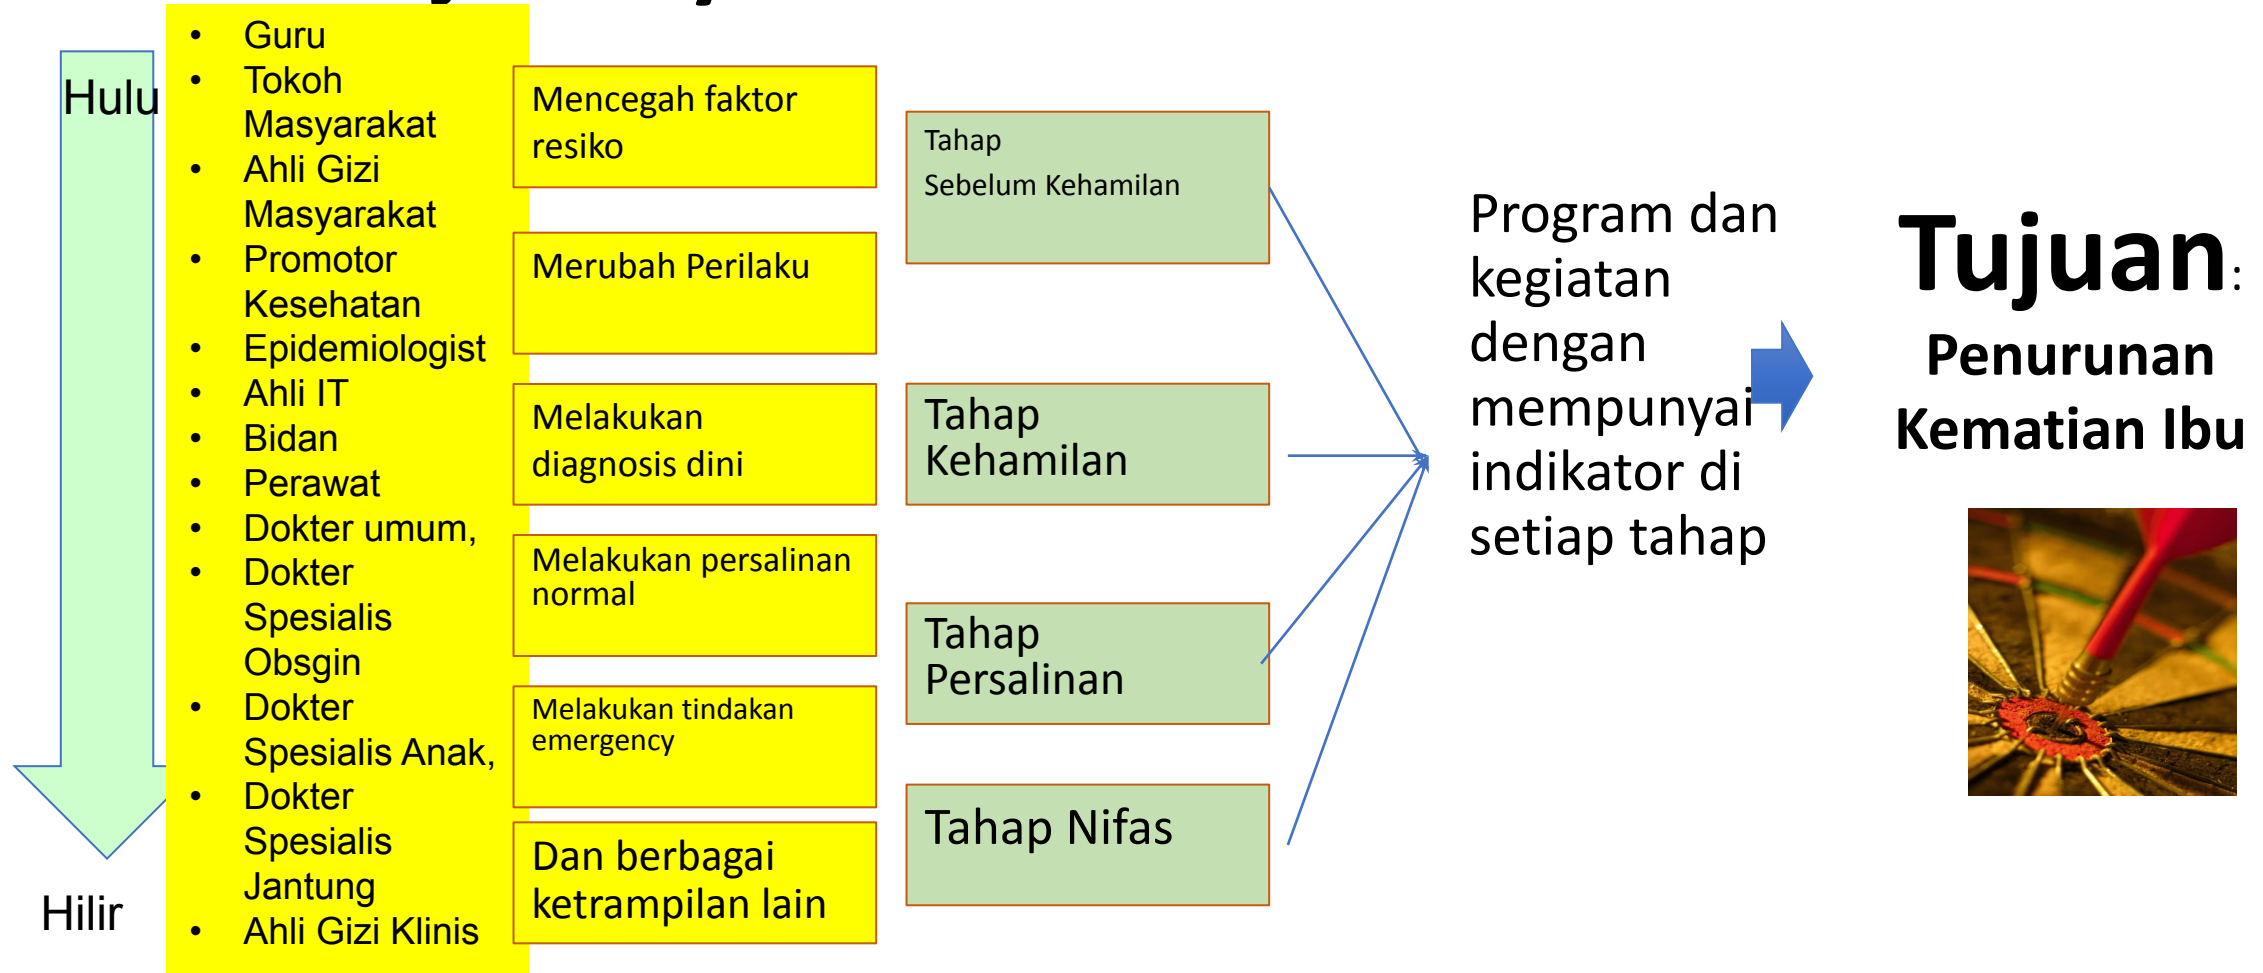 Hulu
Hilir
• Guru
• Tokoh
Masyarakat
• Ahli Gizi
Masyarakat
• Promotor
Kesehatan
• Epidemiologist
• Ahli IT
• Bidan
• Perawat
• Dokter umum,
• Dokter
Spesialis
Obsgin
• Dokter
Spesialis Anak,
• Dokter
Spesialis
Jantung
• Ahli Gizi Klinis
Mencegah faktor
resiko
Merubah Perilaku
Melakukan
diagnosis dini
Melakukan persalinan
normal
Melakukan tindakan
emergency
Dan berbagai
ketrampilan lain
Tahap
Sebelum Kehamilan
Tahap
Kehamilan
Tahap
Persalinan
Tahap Nifas
Program dan
kegiatan
dengan
mempunyai
indikator di
setiap tahap
Tujuan:
Penurunan
Kematian Ibu